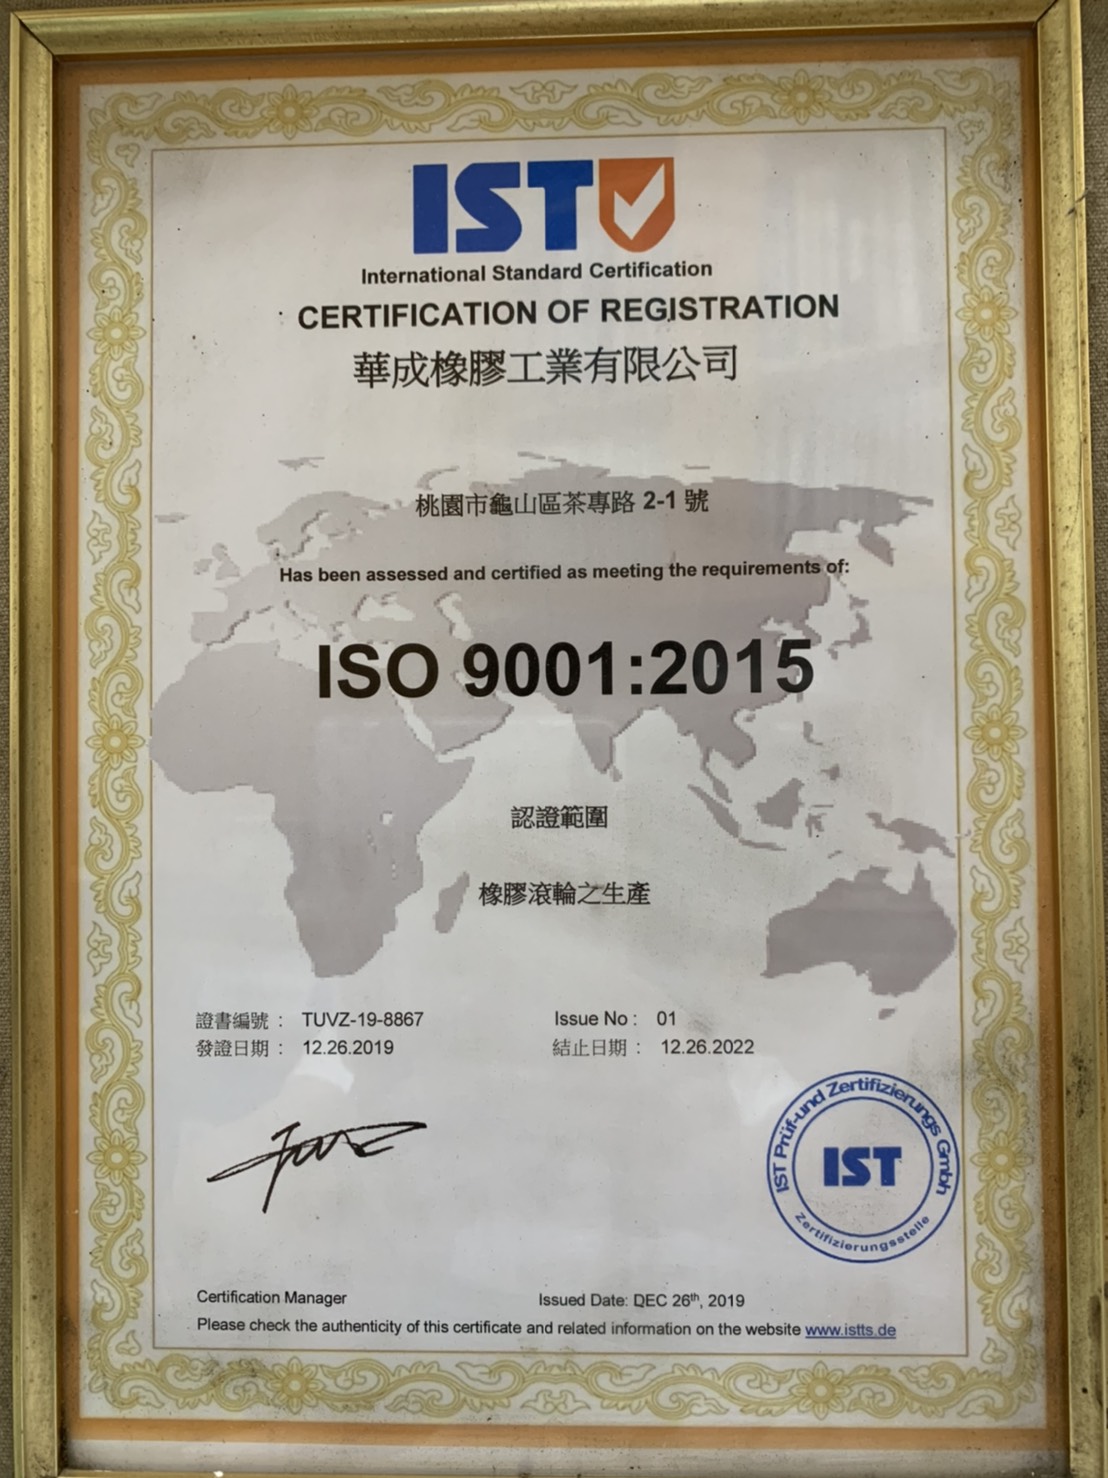 IST
International Standard Certification
CERTIFICATION OF REGISTRATION
華成橡膠工業有限公司
桃園市龜山區茶專路 2-1 號
Has been assessed and certified as meeting the requirements of:
ISO 9001:2015
認證範圍
橡膠滾輪之生產
證書編號： TUVZ-19-8867 Issue No： 01
發證日期： 12.26.2019 結止日期： 12.26.2022
IST Prüf-und Zertifizierungs Gmbh
IST
Zertifizierungsstelle
Certification Manager Issued Date: DEC 26th, 2019
Please check the authenticity of this certificate and related information on the website www.istts.de